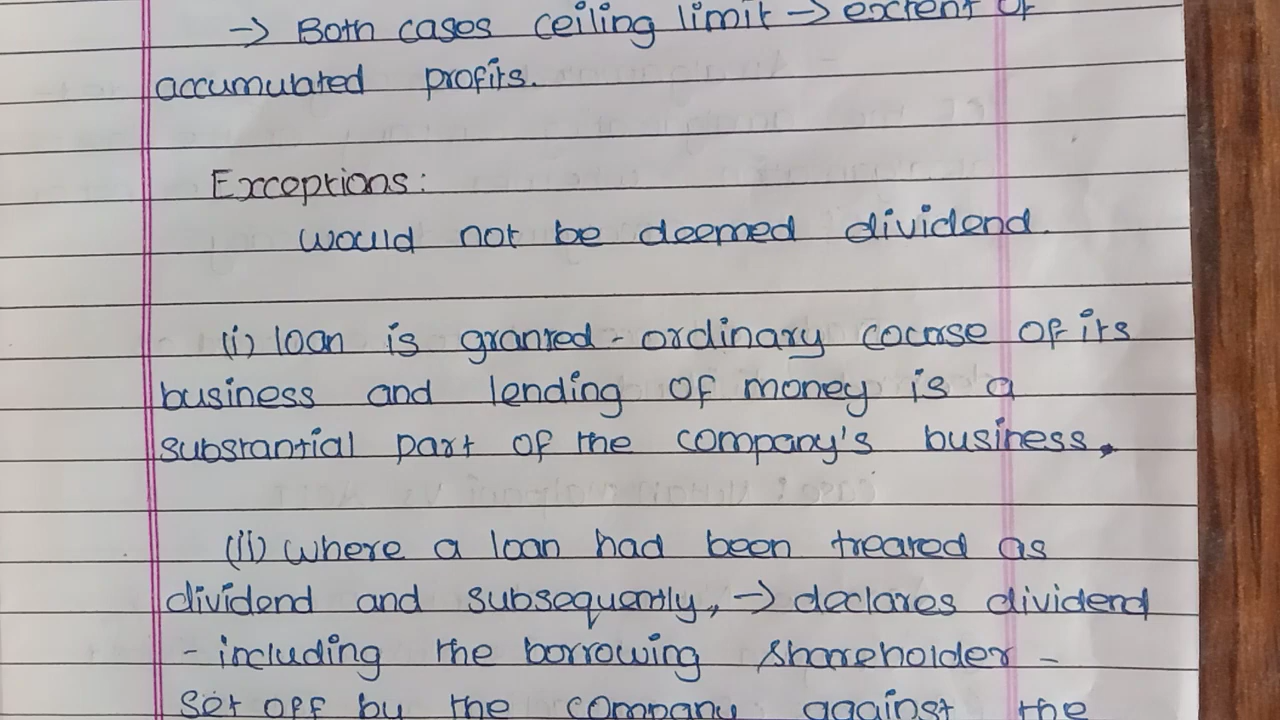 → Both cases ceiling limit → extent of
accumulated profits.
Exceptions:
would not be deemed dividend.
(i) loan is granted - ordinary cocrse of its
business and lending of money is a
substantial part of the company's business,
(ii) where a loan had been treated as
dividend and subsequently, → declares dividend
- including the borrowing shareholder -
set off by the company against the